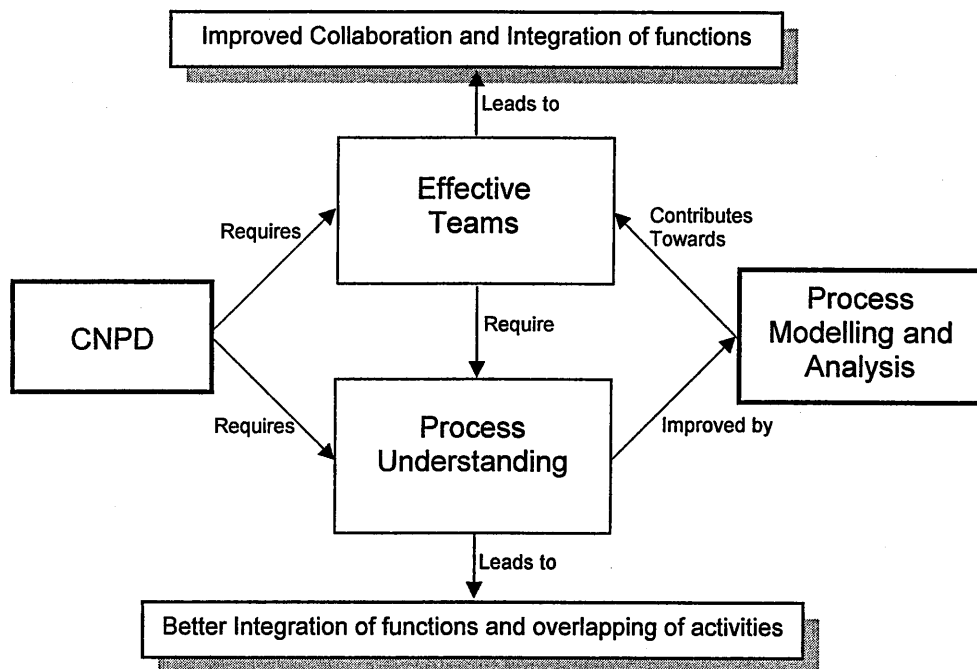 Improved Collaboration and Integration of functions
Leads to
Effective
Teams
Requires
Contributes
Towards
CNPD
Require
Process
Modelling and
Analysis
Requires
Process
Understanding
Improved by
Leads to
Better Integration of functions and overlapping of activities